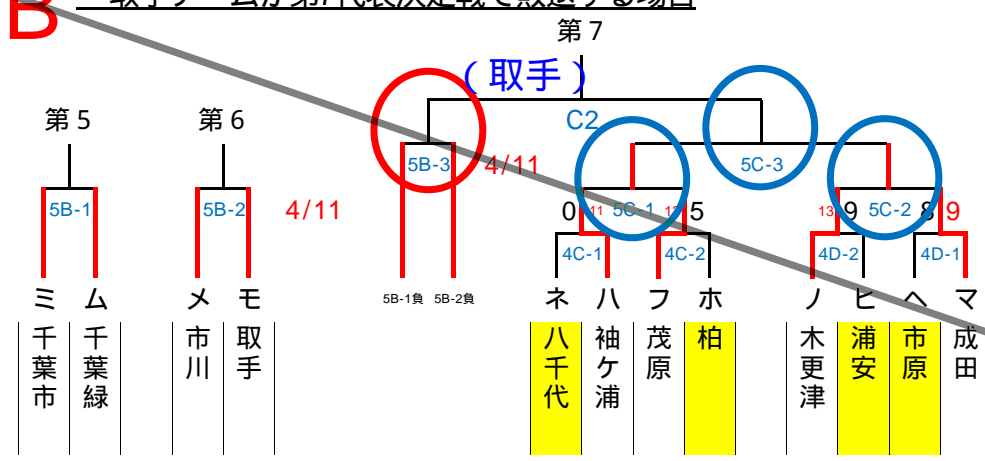 B 取手チームが第7代表決定戦で敗退する場合
第7
(取手)
第5 第6 C2
5B-3 4/11 5C-3
5B-1 5B-2 4/11 0 11 5C-1 12 5 13 9 5C-2 8 9
4C-1 4C-2 4D-2 4D-1
5B-1負 5B-2負
ミ ム メ モ ネ ハ フ ホ ノ ヒ ヘ マ
千葉市 千葉緑 市川 取手 八千代 袖ケ浦 茂原 柏 木更津 浦安 市原 成田